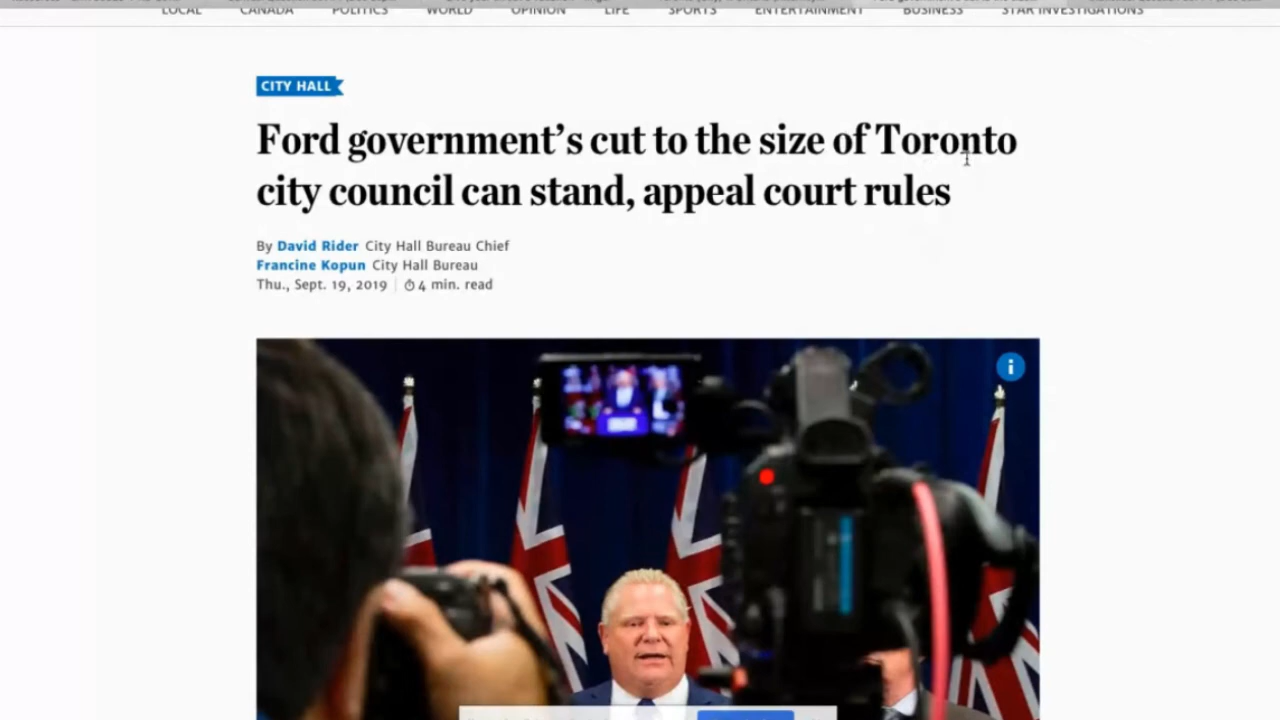 LOCAL CANADA POLITICS WORLD OPINION LIFE SPORTS ENTERTAINMENT BUSINESS STAR INVESTIGATIONS
CITY HALL
Ford government’s cut to the size of Toronto
city council can stand, appeal court rules
By David Rider City Hall Bureau Chief
Francine Kopun City Hall Bureau
Thu., Sept. 19, 2019 4 min. read
i